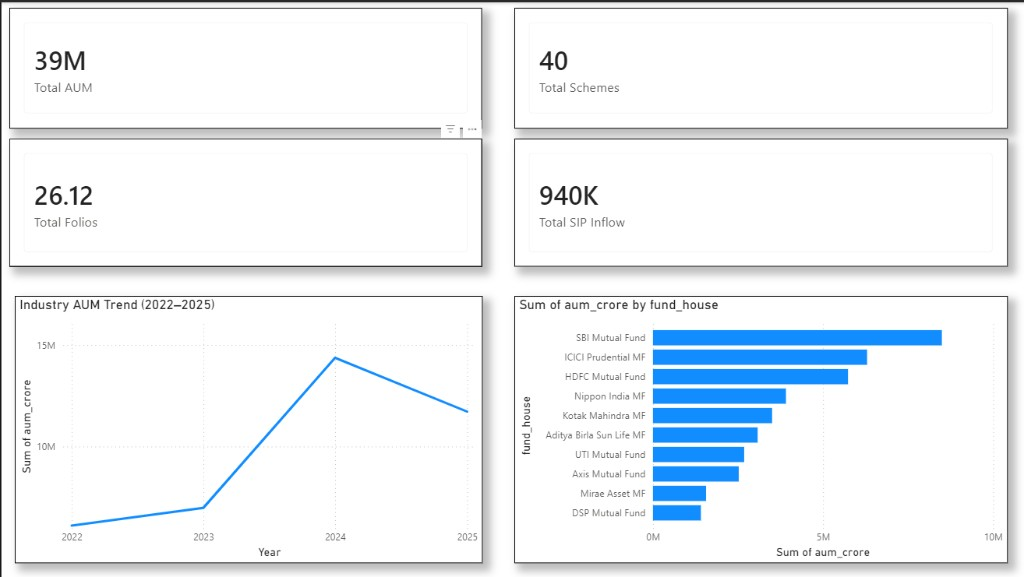 39M
Total AUM
40
Total Schemes
26.12
Total Folios
940K
Total SIP Inflow
Industry AUM Trend (2022–2025)
Sum of aum_crore
15M
10M
2022 2023 2024 2025
Year
Sum of aum_crore by fund_house
fund_house
SBI Mutual Fund
ICICI Prudential MF
HDFC Mutual Fund
Nippon India MF
Kotak Mahindra MF
Aditya Birla Sun Life MF
UTI Mutual Fund
Axis Mutual Fund
Mirae Asset MF
DSP Mutual Fund
0M 5M 10M
Sum of aum_crore